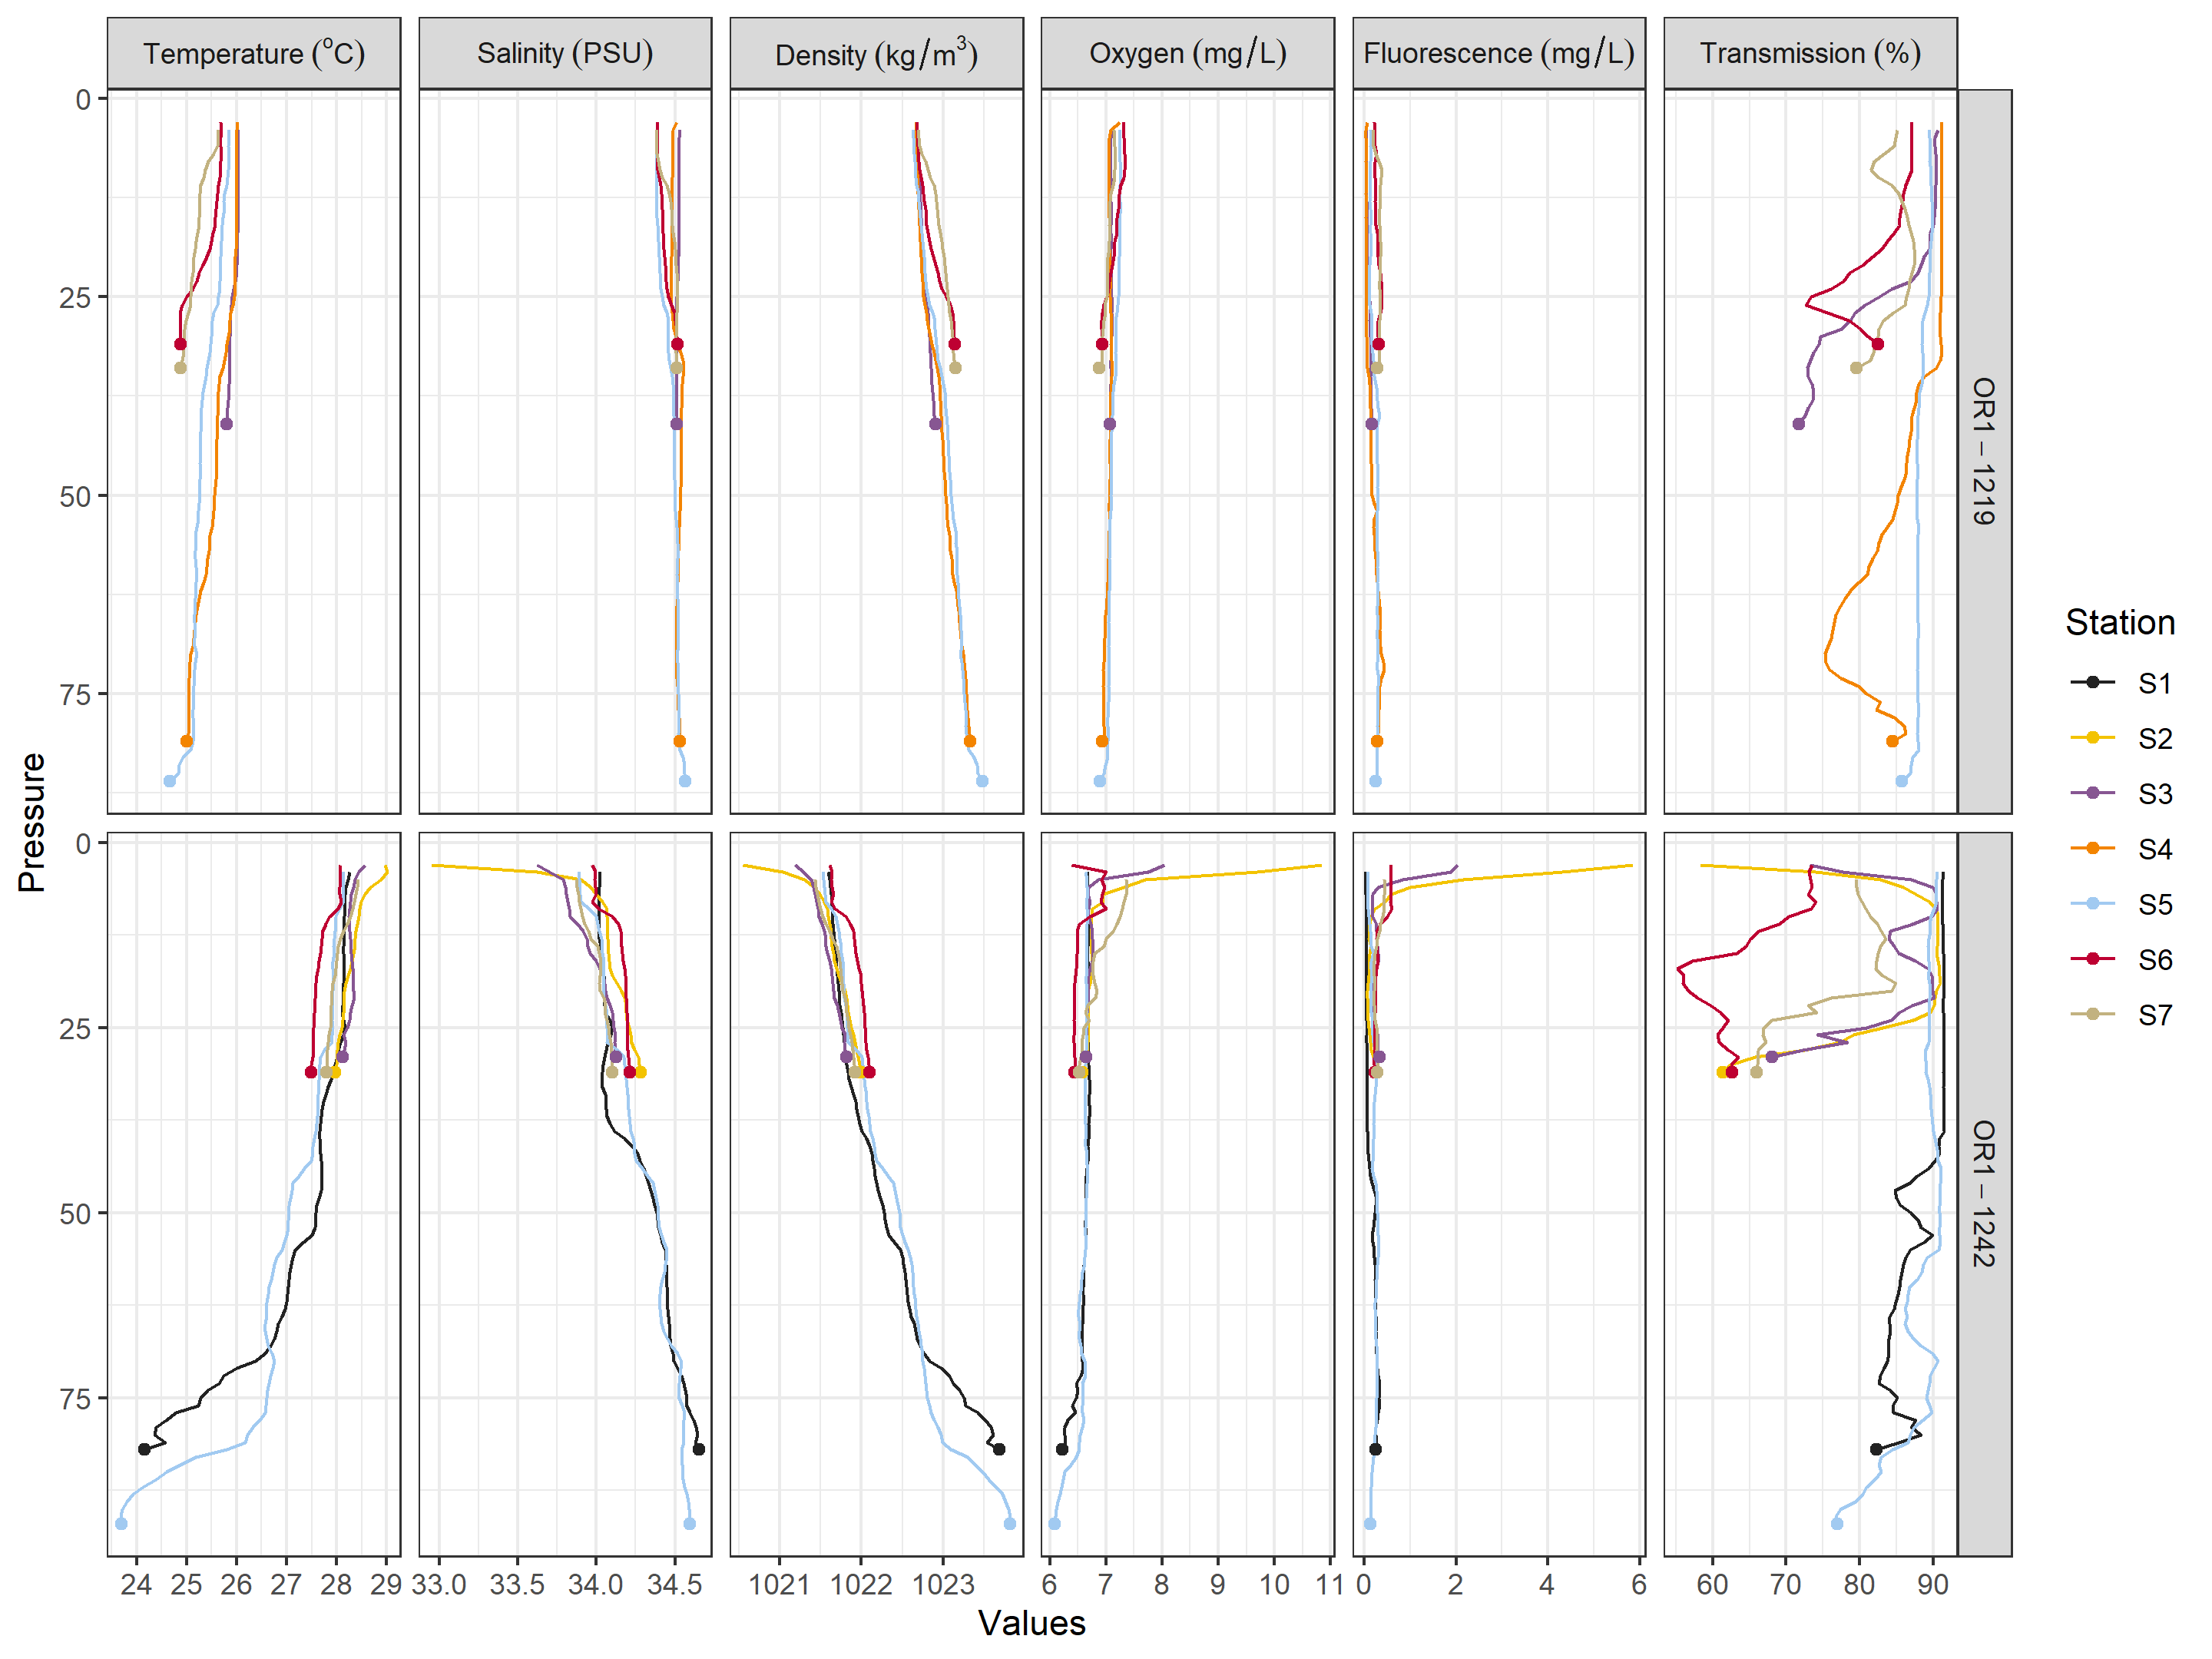 Temperature (°C) Salinity (PSU) Density (kg/m³) Oxygen (mg/L) Fluorescence (mg/L) Transmission (%)
0
25
50
75
OR1−1219
0
25
50
75
OR1−1242
Pressure
24 25 26 27 28 29 33.0 33.5 34.0 34.5 1021 1022 1023 6 7 8 9 10 11 0 2 4 6 60 70 80 90
Values
Station
S1
S2
S3
S4
S5
S6
S7